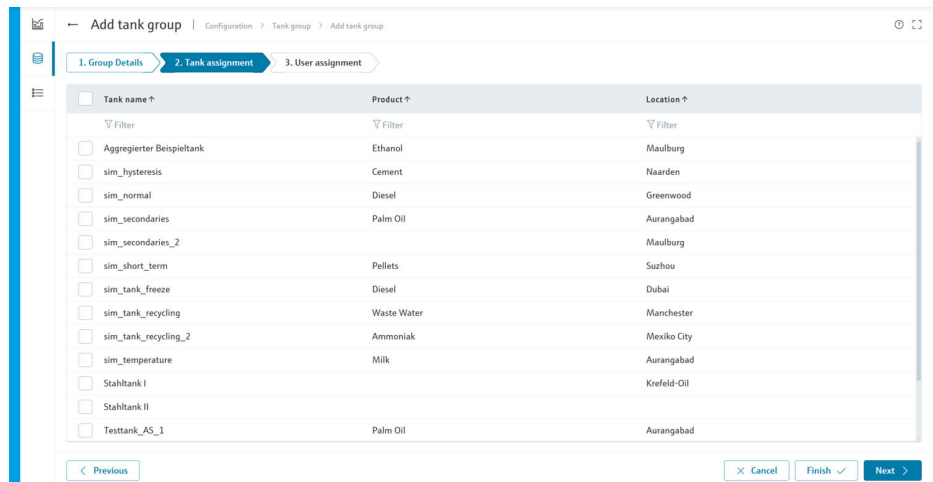 ← Add tank group | Configuration > Tank group > Add tank group
1. Group Details 2. Tank assignment 3. User assignment
Tank name ↑ Product ↑ Location ↑
Filter Filter Filter
Aggregierter Beispieltank Ethanol Maulburg
sim_hysteresis Cement Naarden
sim_normal Diesel Greenwood
sim_secondaries Palm Oil Aurangabad
sim_secondaries_2 Maulburg
sim_short_term Pellets Suzhou
sim_tank_freeze Diesel Dubai
sim_tank_recycling Waste Water Manchester
sim_tank_recycling_2 Ammoniak Mexiko City
sim_temperature Milk Aurangabad
Stahltank I Krefeld-Oil
Stahltank II
Testtank_AS_1 Palm Oil Aurangabad
< Previous × Cancel Finish ✓ Next >